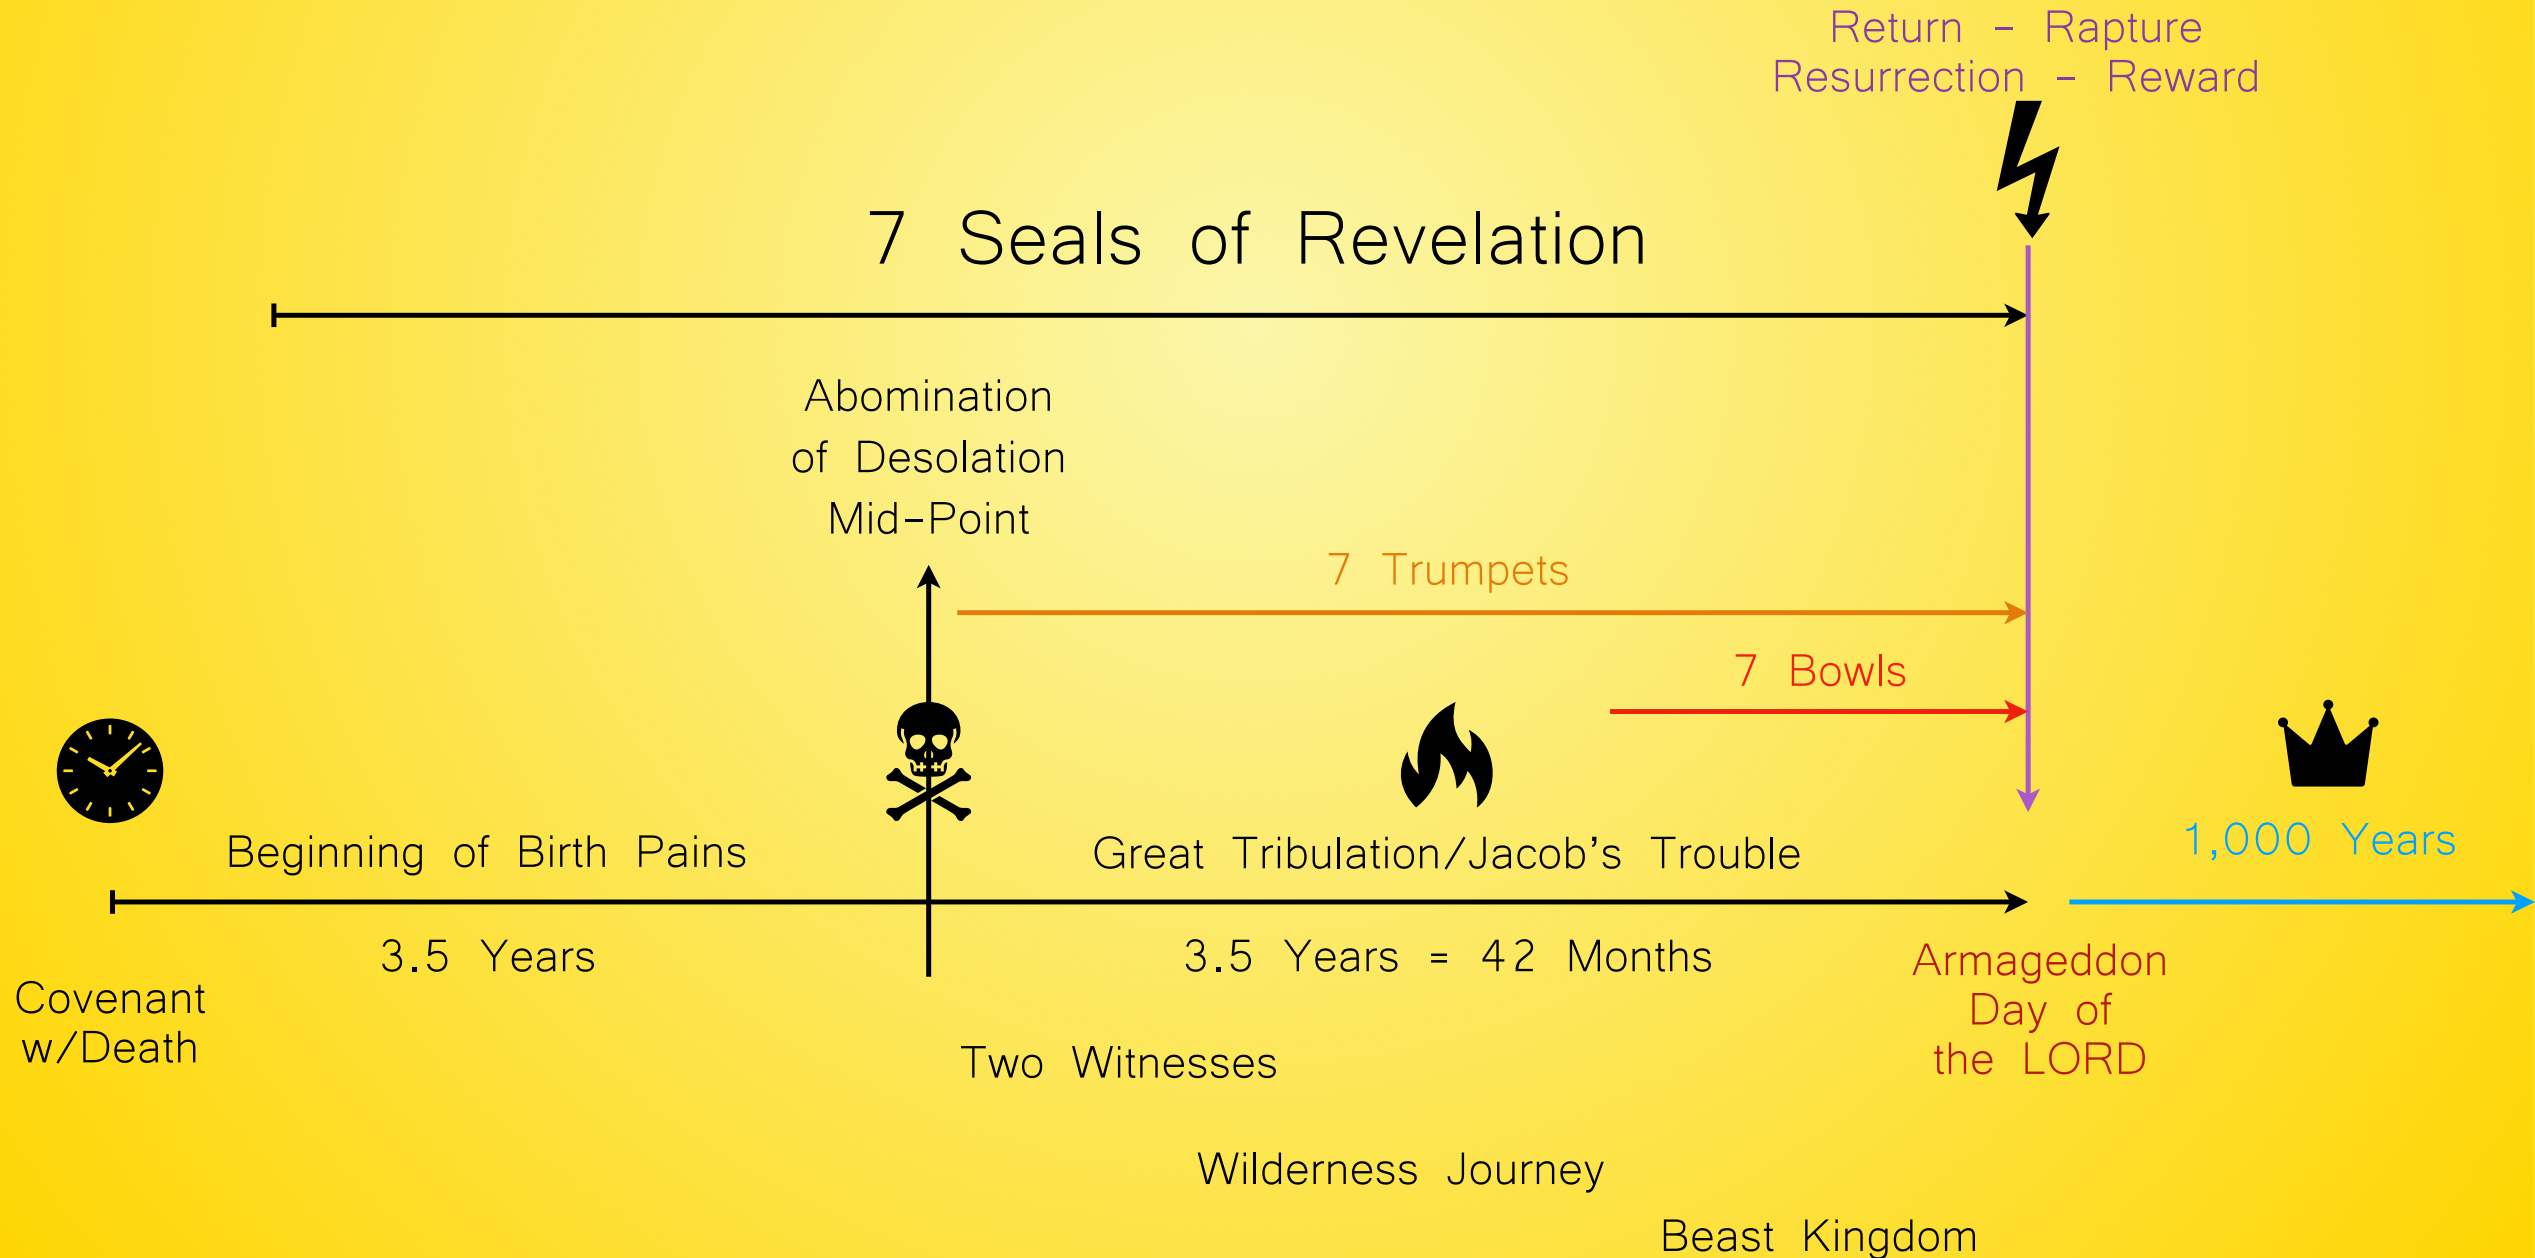 Return - Rapture
Resurrection - Reward
7 Seals of Revelation
Abomination
of Desolation
Mid-Point
7 Trumpets
7 Bowls
Beginning of Birth Pains
Great Tribulation/Jacob's Trouble
1,000 Years
3.5 Years
3.5 Years = 42 Months
Covenant
w/Death
Armageddon
Day of
the LORD
Two Witnesses
Wilderness Journey
Beast Kingdom